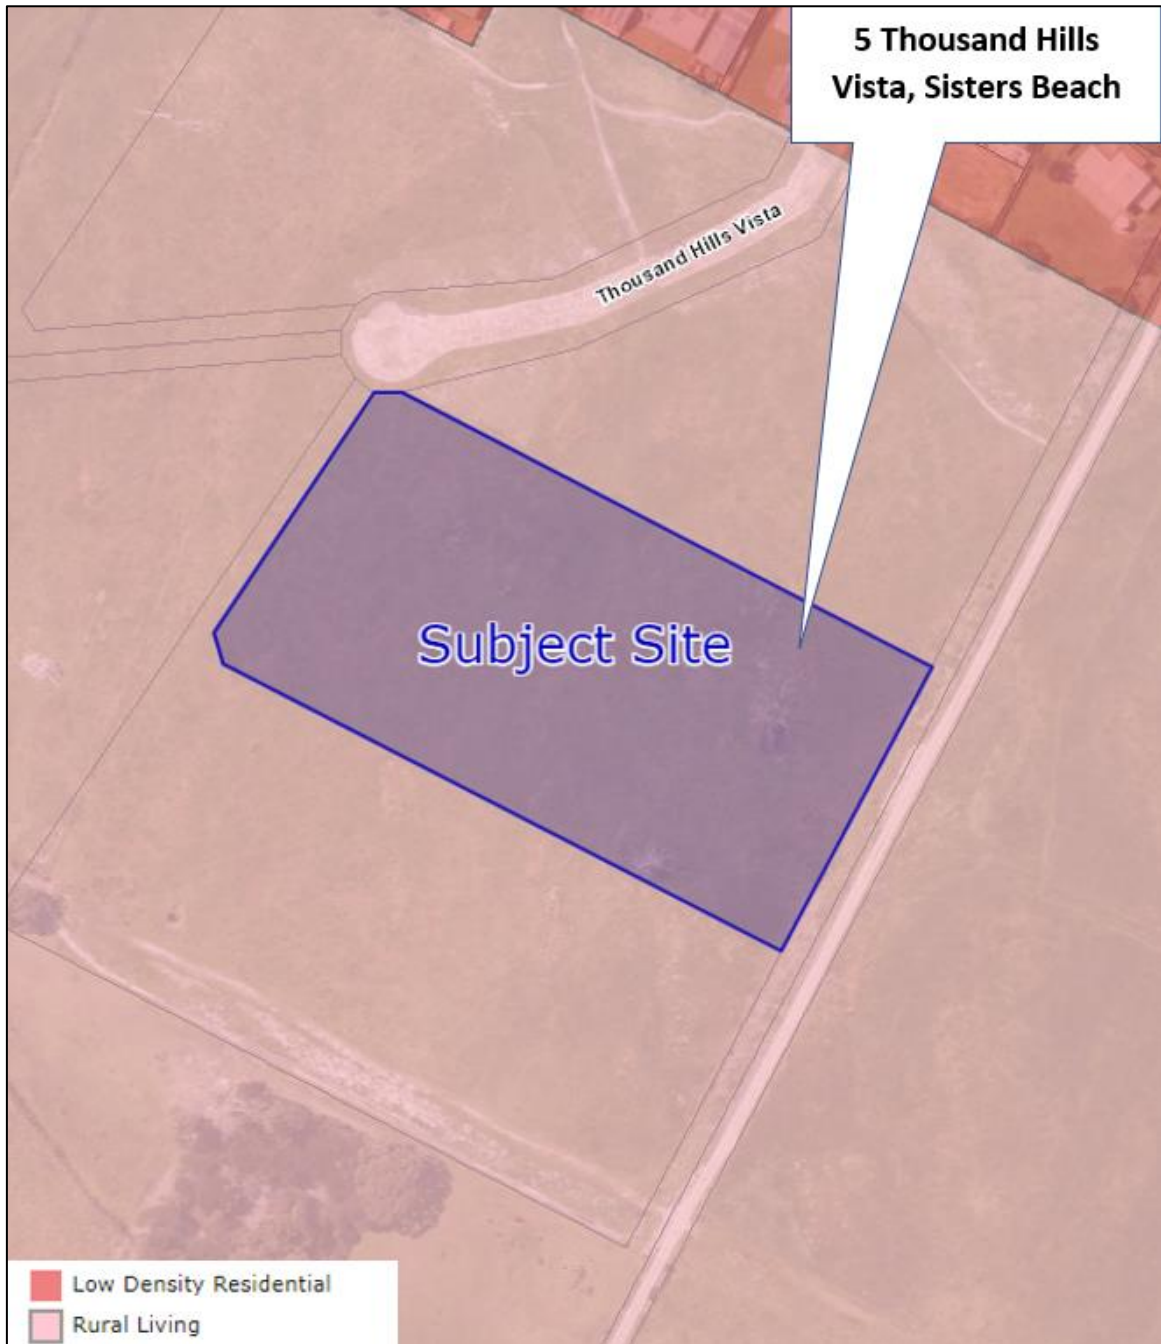 5 Thousand Hills
Vista, Sisters Beach
Thousand Hills Vista
Subject Site
Low Density Residential
Rural Living